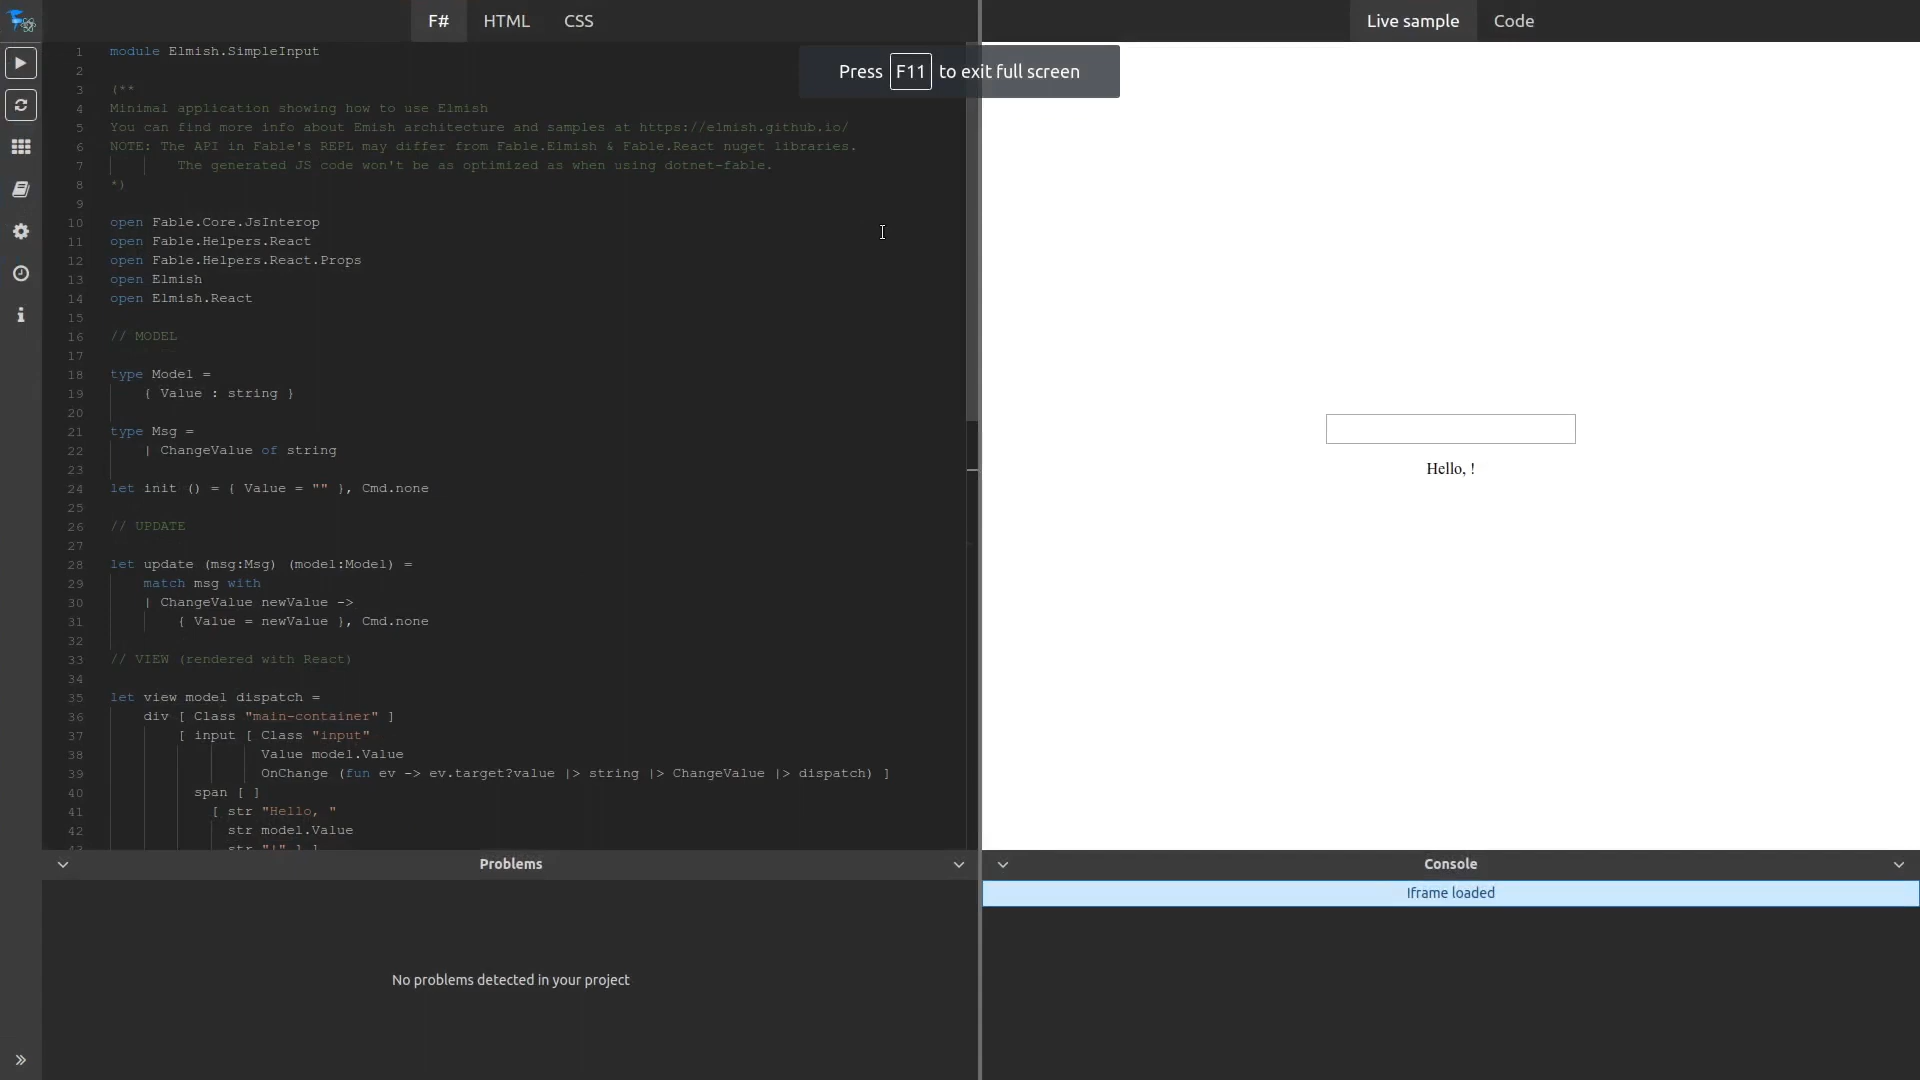 F# HTML CSS
Live sample Code
Press F11 to exit full screen
1 module Elmish.SimpleInput
2
3 (**
4 Minimal application showing how to use Elmish
5 You can find more info about Emish architecture and samples at https://elmish.github.io/
6 NOTE: The API in Fable's REPL may differ from Fable.Elmish & Fable.React nuget libraries.
7 The generated JS code won't be as optimized as when using dotnet-fable.
8 *)
9
10 open Fable.Core.JsInterop
11 open Fable.Helpers.React
12 open Fable.Helpers.React.Props
13 open Elmish
14 open Elmish.React
15
16 // MODEL
17
18 type Model =
19 { Value : string }
20
21 type Msg =
22 | ChangeValue of string
23
24 let init () = { Value = "" }, Cmd.none
25
26 // UPDATE
27
28 let update (msg:Msg) (model:Model) =
29 match msg with
30 | ChangeValue newValue ->
31 { Value = newValue }, Cmd.none
32
33 // VIEW (rendered with React)
34
35 let view model dispatch =
36 div [ Class "main-container" ]
37 [ input [ Class "input"
38 Value model.Value
39 OnChange (fun ev -> ev.target?value |> string |> ChangeValue |> dispatch) ]
40 span [ ]
41 [ str "Hello, "
42 str model.Value
43 str "!" ] ]
Hello, !
Problems
No problems detected in your project
Console
Iframe loaded